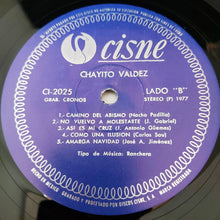 cisne
CHAYITO VALDEZ
CI-2025
LADO "B"
GRAB. CRONOS
STEREO (P) 1977
1.- CAMINO DEL ABISMO (Nacho Padilla)
2.- NO VUELVO A MOLESTARTE (J. Gabriel)
3.- ASI ES MI CRUZ (J. Antonio Güemas)
4.- COMO UNA ILUSION (Carlos Sov)
5.- AMARGA NAVIDAD (José A. Jiménez)
Tipo de Música: Ranchera